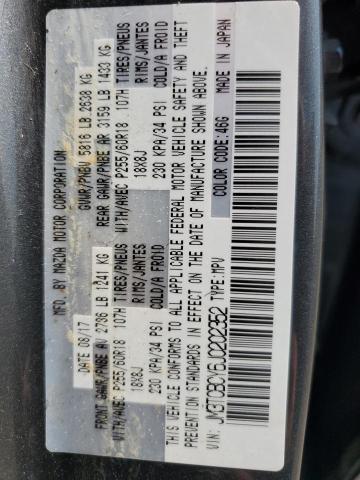 MFD. BY MAZDA MOTOR CORPORATION
DATE 08/17
GVWR/PNBV 5816 LB 2638 KG
FRONT GAWR/PNBE AV 2736 LB 1241 KG
REAR GAWR/PNBE AR 3159 LB 1433 KG
WITH/AVEC P255/60R18 107H TIRES/PNEUS
WITH/AVEC P255/60R18 107H TIRES/PNEUS
18X8J RIMS/JANTES
18X8J RIMS/JANTES
230 KPA/34 PSI COLD/A FROID
230 KPA/34 PSI COLD/A FROID
THIS VEHICLE CONFORMS TO ALL APPLICABLE FEDERAL MOTOR VEHICLE SAFETY AND THEFT
PREVENTION STANDARDS IN EFFECT ON THE DATE OF MANUFACTURE SHOWN ABOVE.
VIN: JM3TCBCY6J0202352 TYPE:MPV
COLOR CODE:46G
MADE IN JAPAN